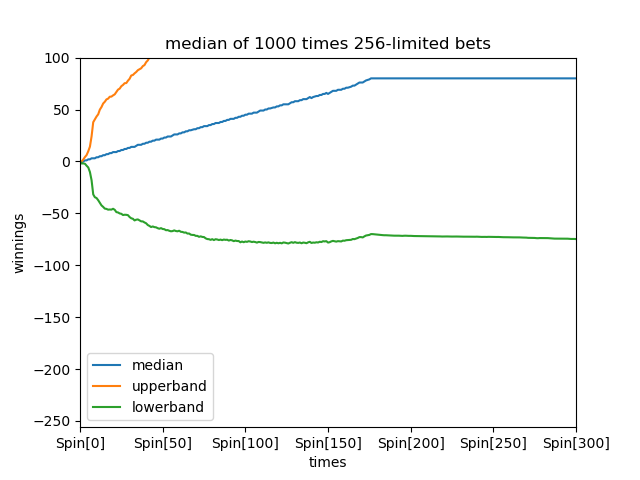 median of 1000 times 256-limited bets
100
50
0
−50
−100
−150
−200
−250
winnings
median
upperband
lowerband
Spin[0] Spin[50] Spin[100] Spin[150] Spin[200] Spin[250] Spin[300]
times